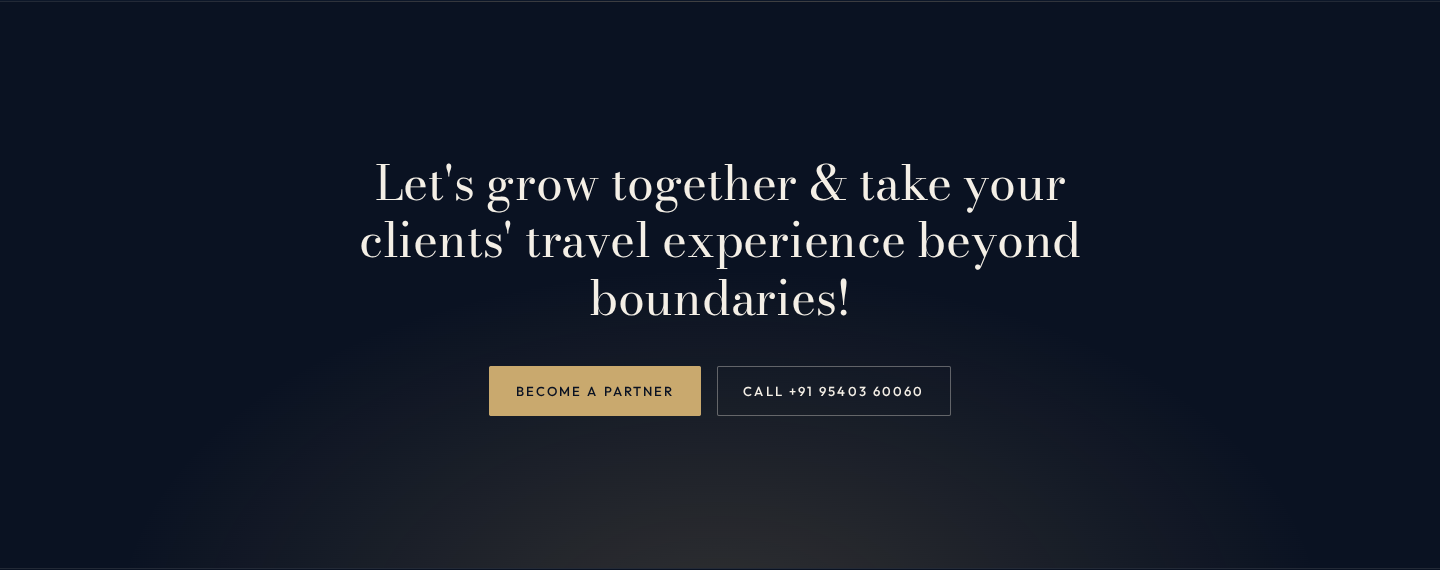 Let's grow together & take your
clients' travel experience beyond
boundaries!
BECOME A PARTNER
CALL +91 95403 60060